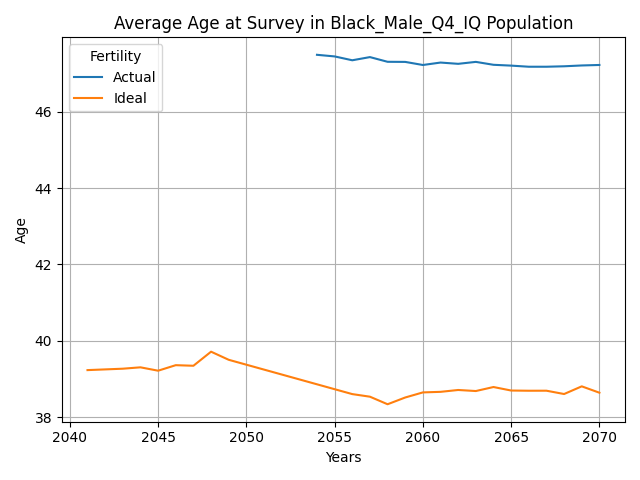 Average Age at Survey in Black_Male_Q4_IQ Population
Fertility
Actual
Ideal
Age
46
44
42
40
38
2040
2045
2050
2055
2060
2065
2070
Years